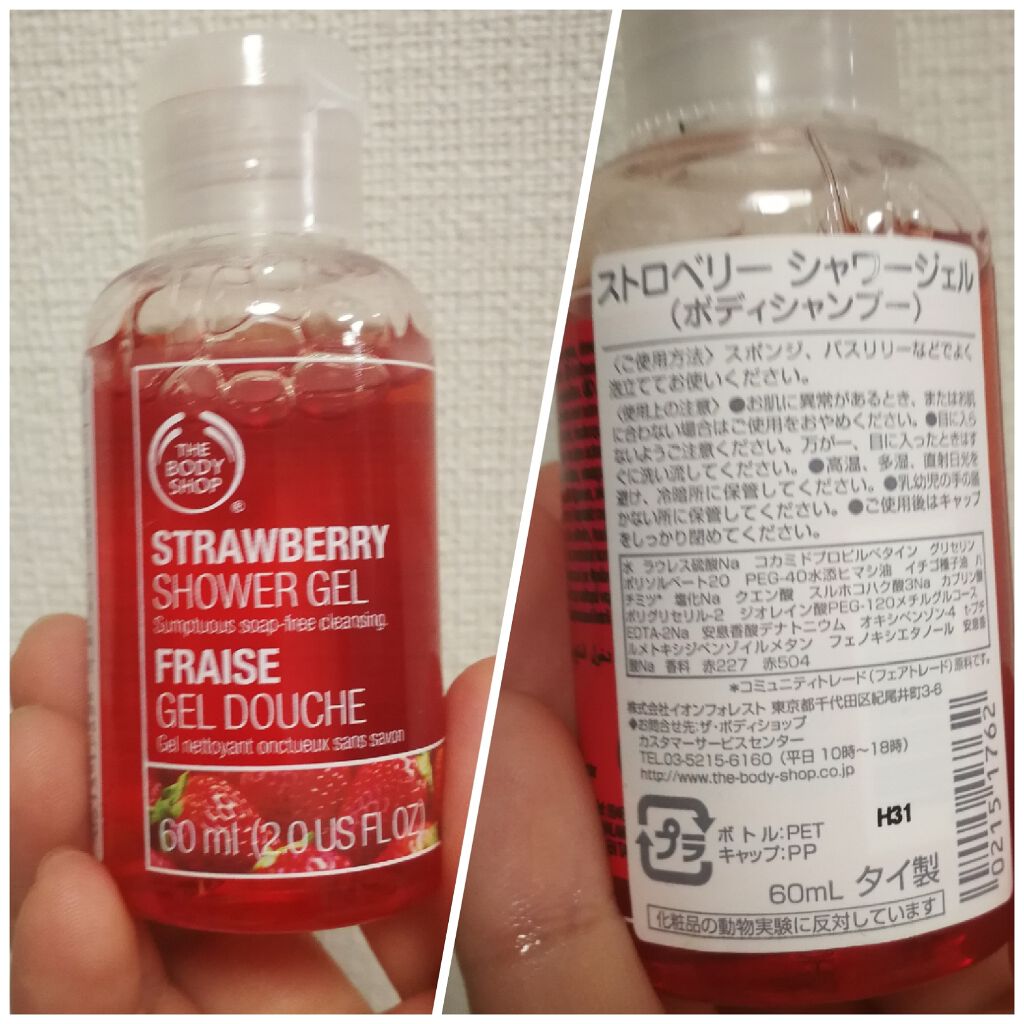 THE
BODY
SHOP
®
STRAWBERRY
SHOWER GEL
Sumptuous soap-free cleansing
FRAISE
GEL DOUCHE
Gel nettoyant onctueux sans savon
60 ml (2.0 US FL OZ)
ストロベリー シャワージェル
（ボディシャンプー）
〈ご使用方法〉スポンジ、バスリリーなどでよく
泡立ててお使いください。
〈使用上の注意〉●お肌に異常があるとき、またはお肌
に合わない場合はご使用をおやめください。●目に入ら
ないようご注意ください。万が一、目に入ったときはす
ぐに洗い流してください。●高温、多湿、直射日光を
避け、冷暗所に保管してください。●乳幼児の手の届
かない所に保管してください。●ご使用後はキャップ
をしっかり閉めてください。
水 ラウレス硫酸Na コカミドプロピルベタイン グリセリン
ポリソルベート20 PEG-40水添ヒマシ油 イチゴ種子油 ハ
チミツ* 塩化Na クエン酸 スルホコハク酸3Na カプリン酸
ポリグリセリル-2 ジオレイン酸PEG-120メチルグルコース
EDTA-2Na 安息香酸デナトニウム オキシベンゾン-4 t-ブチ
ルメトキシジベンゾイルメタン フェノキシエタノール 安息香
酸Na 香料 赤227 赤504
*コミュニティトレード（フェアトレード）原料です。
株式会社イオンフォレスト 東京都千代田区紀尾井町3-6
●お問合せ先:ザ・ボディショップ
カスタマーサービスセンター
TEL.03-5215-6160（平日 10時〜18時）
http://www.the-body-shop.co.jp
プラ
ボトル:PET
キャップ:PP
H31
60mL タイ製
化粧品の動物実験に反対しています
02151762